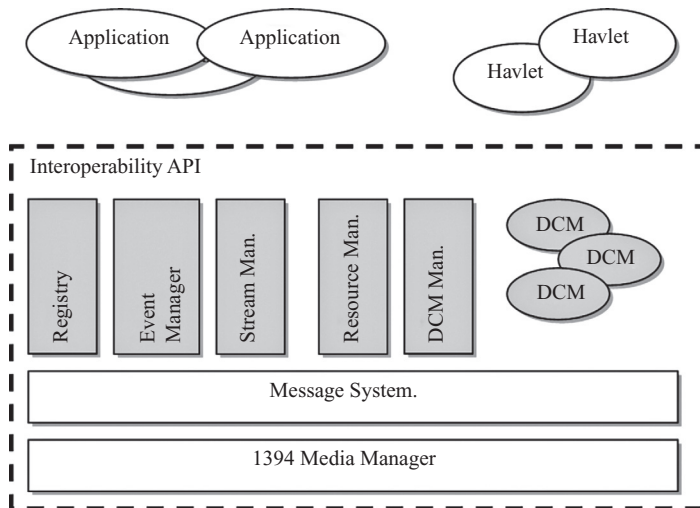 Application
Application
Havlet
Havlet
Interoperability API
Registry
Event
Manager
Stream Man.
Resource Man.
DCM Man.
DCM
DCM
DCM
Message System.
1394 Media Manager